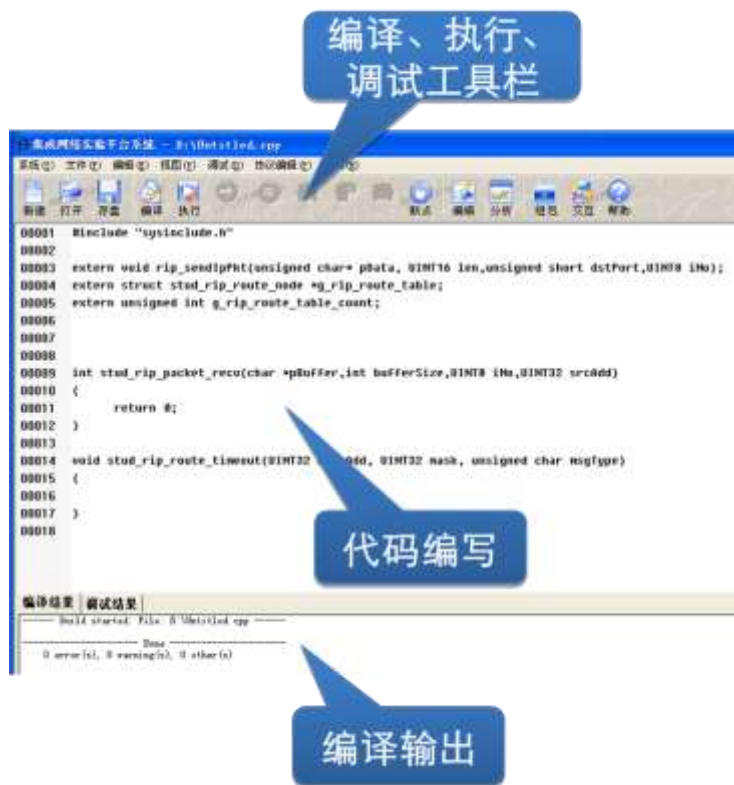 编译、执行、
调试工具栏
集成网络实验平台系统 - D:\Untitled.cpp
系统(S) 文件(F) 编辑(E) 视图(V) 调试(D) 协议编辑(E)
新建 打开 存盘 编译 执行 断点 编辑 分析 组包 交互 帮助
00001 #include "sysinclude.h"
00002
00003 extern void rip_sendIpPkt(unsigned char* pData, UINT16 len,unsigned short dstPort,UINT8 iNo);
00004 extern struct stud_rip_route_node *g_rip_route_table;
00005 extern unsigned int g_rip_route_table_count;
00006
00007
00008
00009 int stud_rip_packet_recv(char *pBuffer,int bufferSize,UINT8 iNo,UINT32 srcAdd)
00010 {
00011 return 0;
00012 }
00013
00014 void stud_rip_route_timeout(UINT32 dd, UINT32 mask, unsigned char msgType)
00015 {
00016
00017 }
00018
代码编写
编译结果 调试结果
------ Build started File: D:\Untitled.cpp ------
------ Done ------
0 error(s), 0 warning(s), 0 other(s)
编译输出